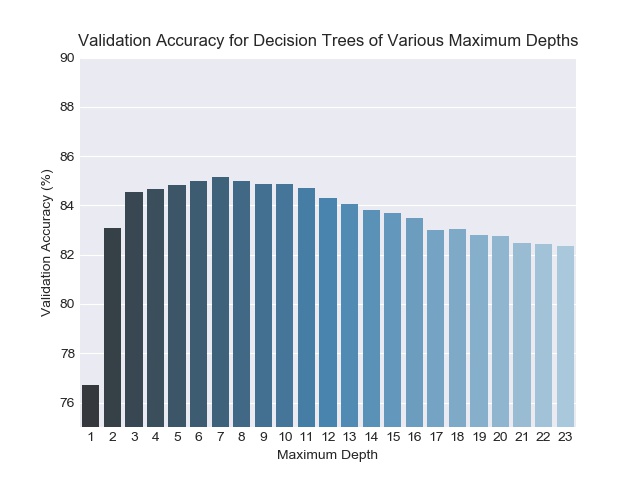 Validation Accuracy for Decision Trees of Various Maximum Depths
90
88
86
84
82
80
78
76
Validation Accuracy (%)
1 2 3 4 5 6 7 8 9 10 11 12 13 14 15 16 17 18 19 20 21 22 23
Maximum Depth